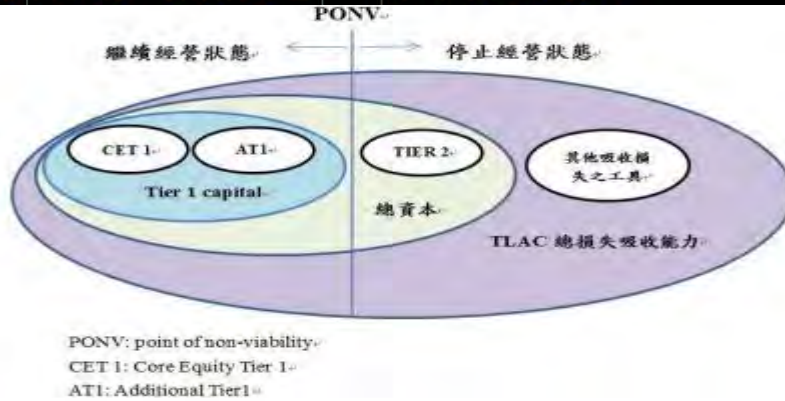 PONV
繼續經營狀態
停止經營狀態
CET 1
AT1
TIER 2
其他吸收損
失之工具
Tier 1 capital
總資本
TLAC 總損失吸收能力
PONV: point of non-viability
CET 1: Core Equity Tier 1
AT1: Additional Tier1